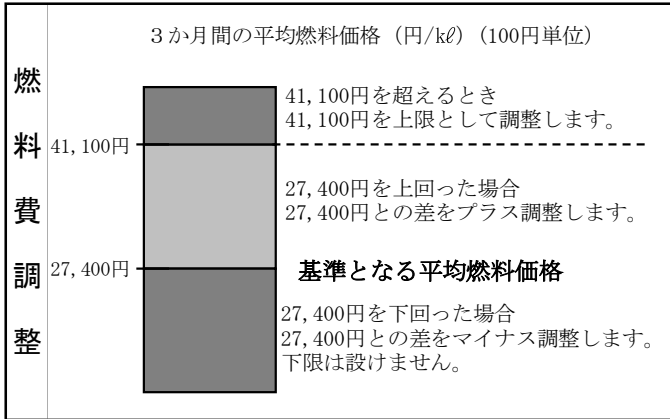 3か月間の平均燃料価格（円/kℓ）(100円単位）
燃料費調整
41,100円を超えるとき
41,100円を上限として調整します。
41,100円
27,400円を上回った場合
27,400円との差をプラス調整します。
27,400円
基準となる平均燃料価格
27,400円を下回った場合
27,400円との差をマイナス調整します。
下限は設けません。